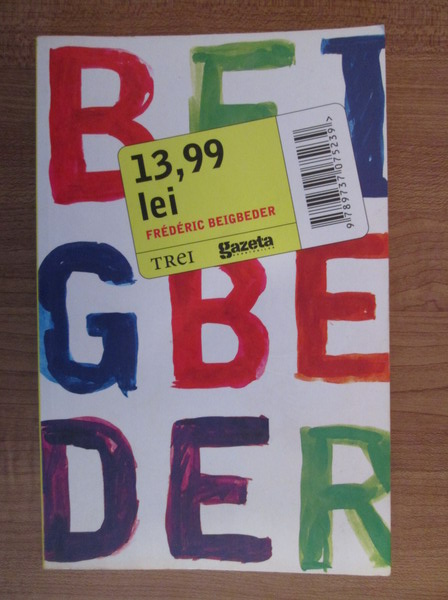 BEI
GBE
DER
13,99
lei
FRÉDÉRIC BEIGBEDER
TREI
gazeta
9789737075239>